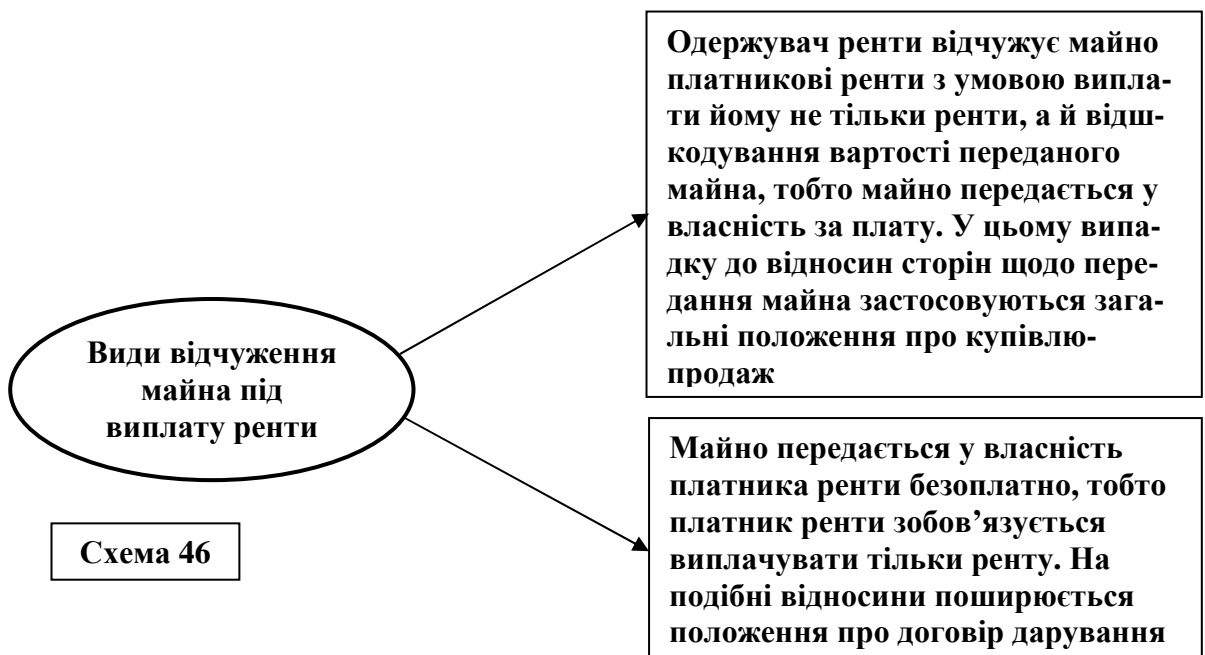 Одержувач ренти відчужує майно
платникові ренти з умовою випла-
ти йому не тільки ренти, а й відш-
кодування вартості переданого
майна, тобто майно передається у
власність за плату. У цьому випа-
дку до відносин сторін щодо пере-
дання майна застосовуються зага-
льні положення про купівлю-
продаж
Види відчуження
майна під
виплату ренти
Майно передається у власність
платника ренти безоплатно, тобто
платник ренти зобов’язується
виплачувати тільки ренту. На
подібні відносини поширюється
положення про договір дарування
Схема 46